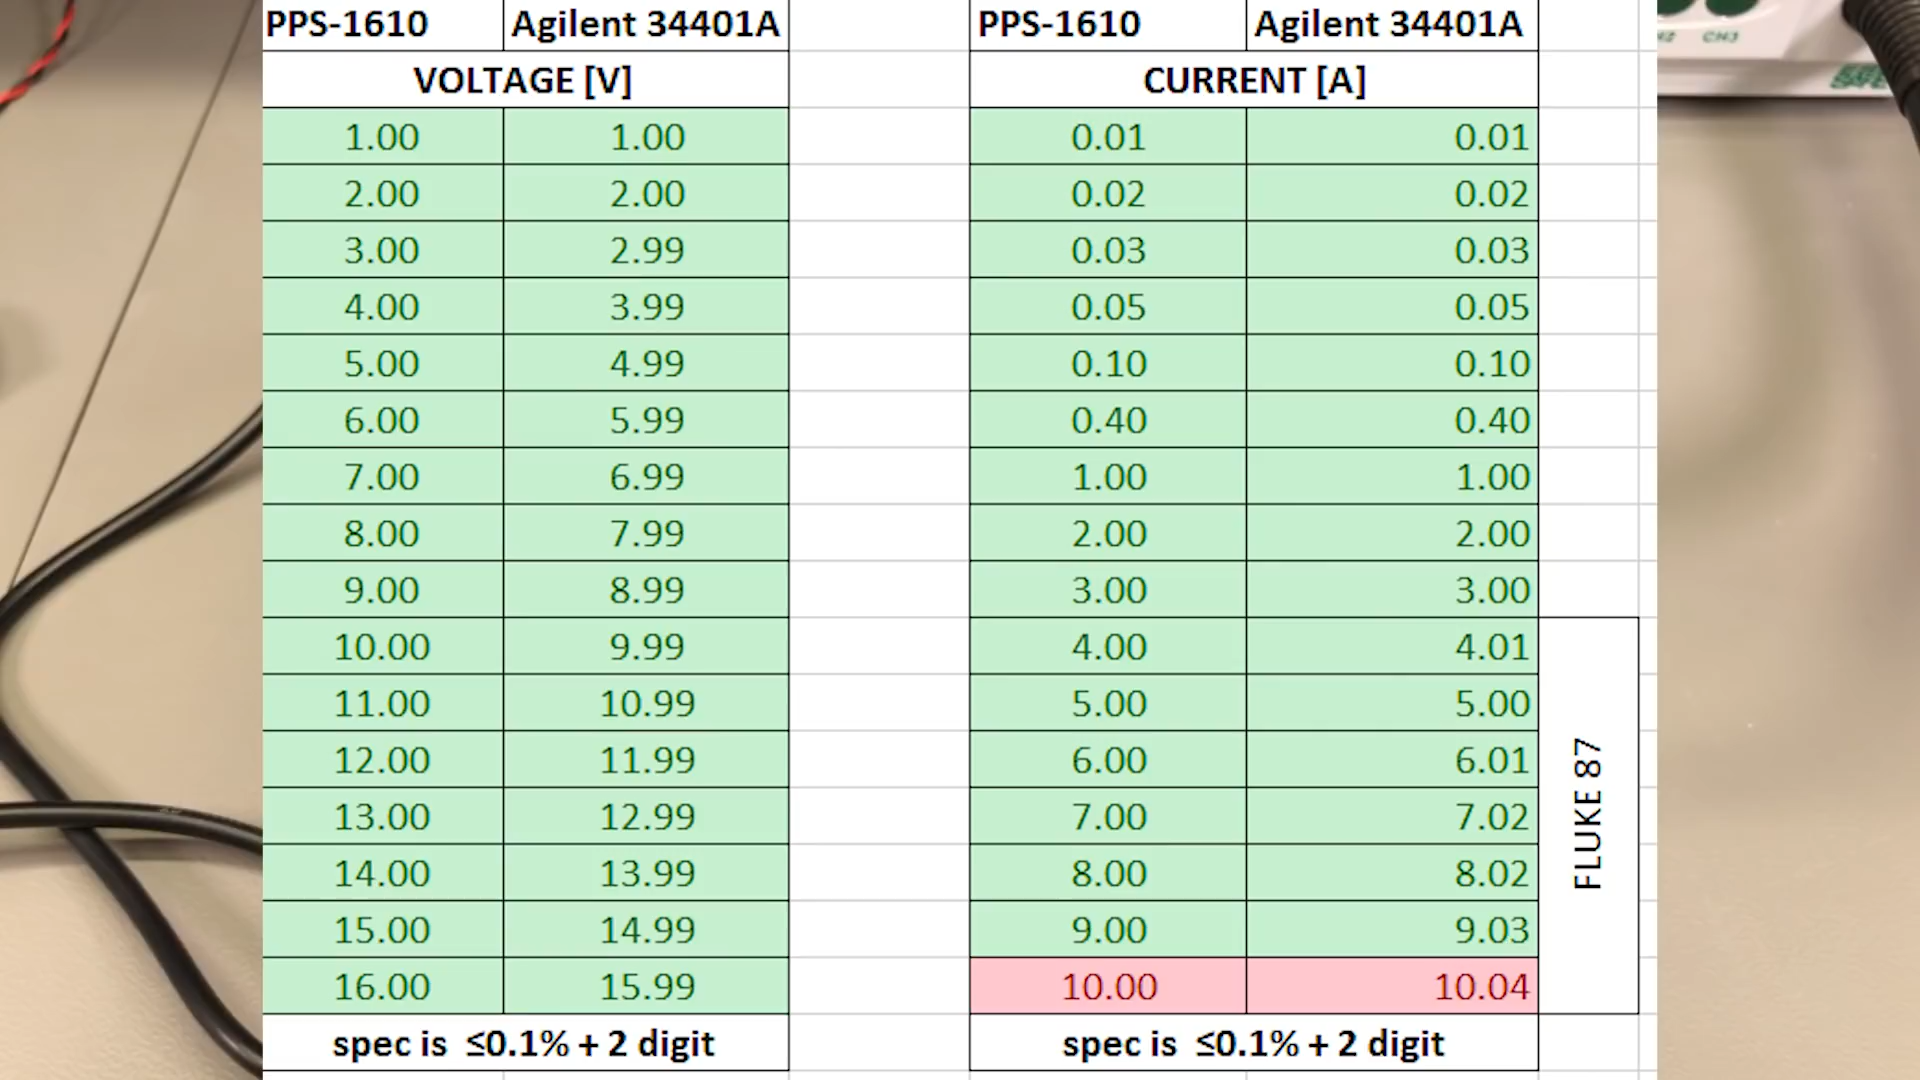 PPS-1610 Agilent 34401A PPS-1610 Agilent 34401A
VOLTAGE [V] CURRENT [A]
1.00 1.00 0.01 0.01
2.00 2.00 0.02 0.02
3.00 2.99 0.03 0.03
4.00 3.99 0.05 0.05
5.00 4.99 0.10 0.10
6.00 5.99 0.40 0.40
7.00 6.99 1.00 1.00
8.00 7.99 2.00 2.00
9.00 8.99 3.00 3.00
10.00 9.99 4.00 4.01
11.00 10.99 5.00 5.00
12.00 11.99 6.00 6.01
13.00 12.99 7.00 7.02
14.00 13.99 8.00 8.02
15.00 14.99 9.00 9.03
16.00 15.99 10.00 10.04
spec is ≤0.1% + 2 digit spec is ≤0.1% + 2 digit
FLUKE 87
CH3